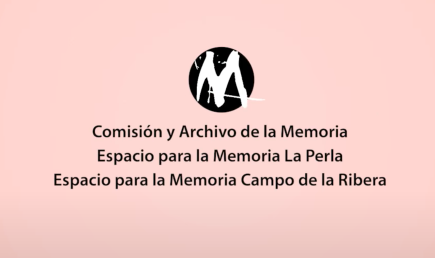 Comisión y Archivo de la Memoria
Espacio para la Memoria La Perla
Espacio para la Memoria Campo de la Ribera